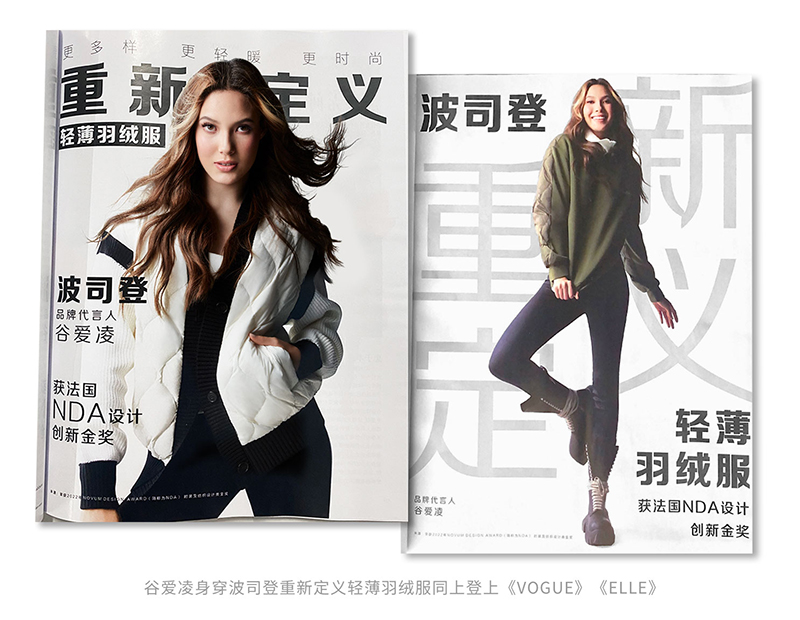 更多样 更轻暖 更时尚
重新定义
轻薄羽绒服
波司登
品牌代言人
谷爱凌
获法国
NDA设计
创新金奖
波司登
重新定义
轻薄
羽绒服
获法国NDA设计
创新金奖
品牌代言人
谷爱凌
谷爱凌身穿波司登重新定义轻薄羽绒服同上登上《VOGUE》《ELLE》